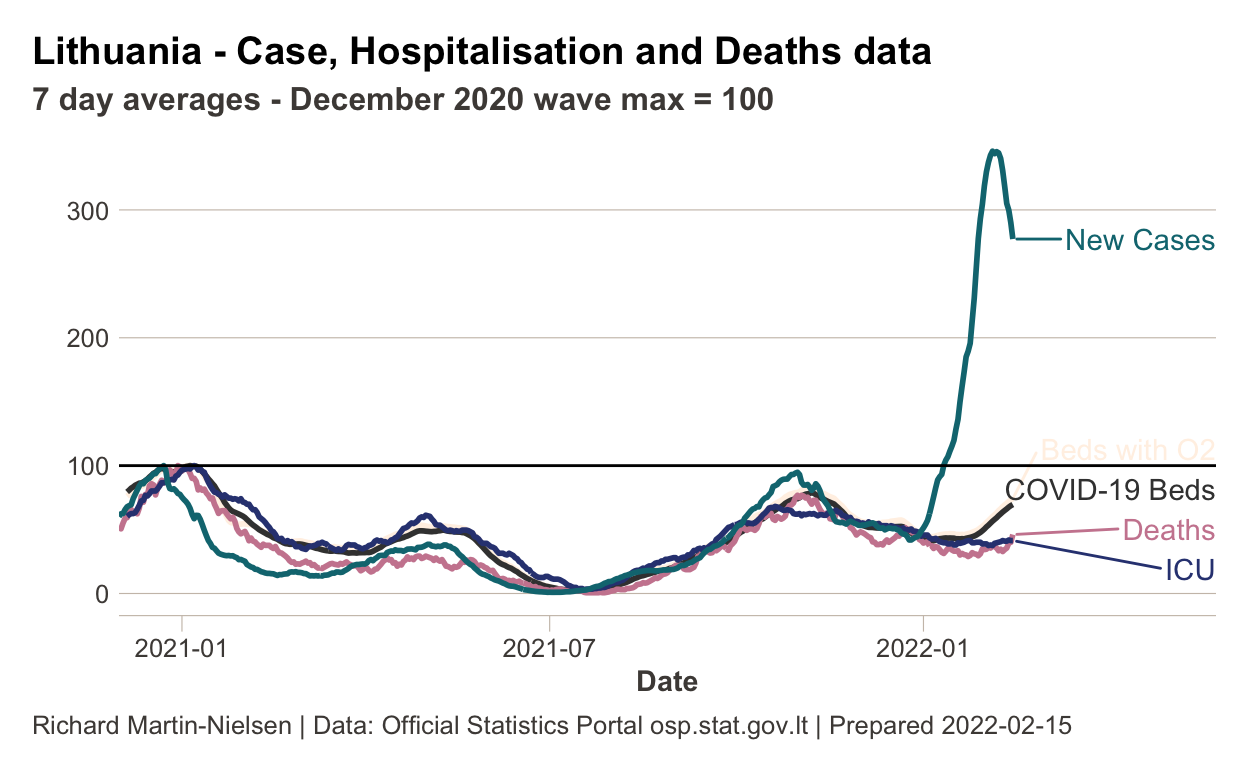 Lithuania - Case, Hospitalisation and Deaths data
7 day averages - December 2020 wave max = 100
300
New Cases
200
Beds with O2
100
COVID-19 Beds
Deaths
ICU
0
2021-01
2021-07
2022-01
Date
Richard Martin-Nielsen | Data: Official Statistics Portal osp.stat.gov.lt | Prepared 2022-02-15